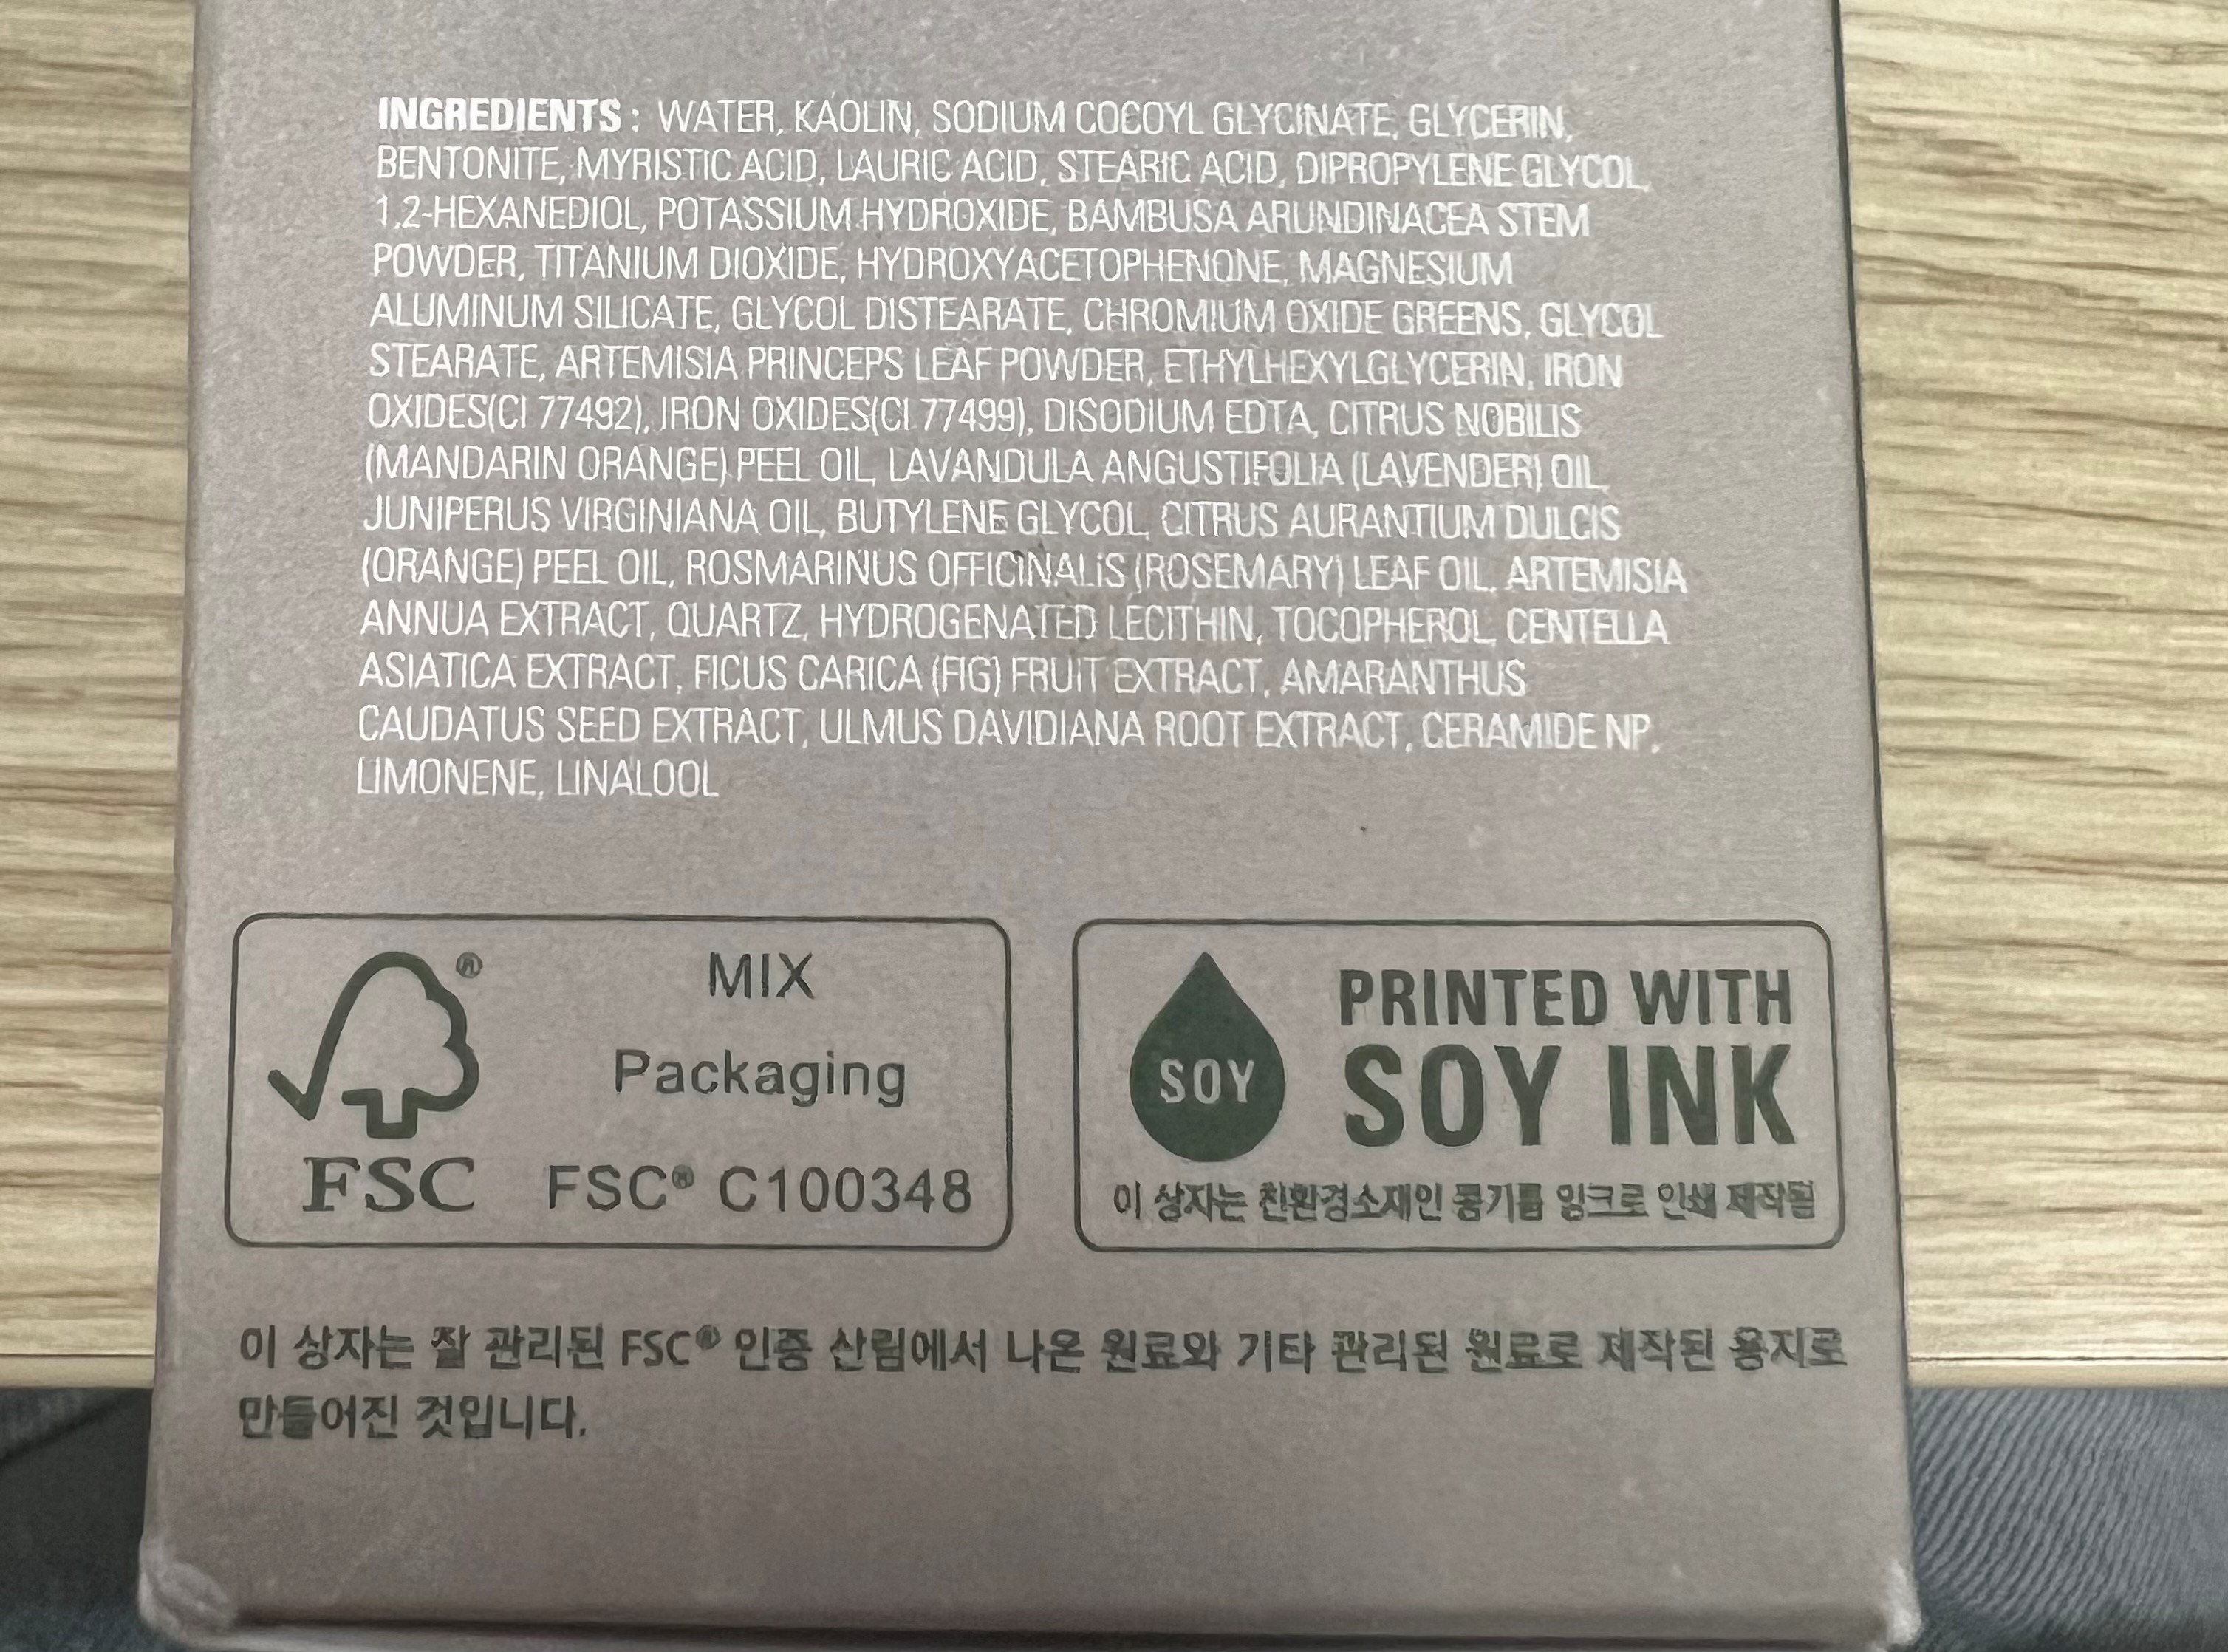 INGREDIENTS : WATER, KAOLIN, SODIUM COCOYL GLYCINATE, GLYCERIN,
BENTONITE, MYRISTIC ACID, LAURIC ACID, STEARIC ACID, DIPROPYLENE GLYCOL,
1,2-HEXANEDIOL, POTASSIUM HYDROXIDE, BAMBUSA ARUNDINACEA STEM
POWDER, TITANIUM DIOXIDE, HYDROXYACETOPHENONE, MAGNESIUM
ALUMINUM SILICATE, GLYCOL DISTEARATE, CHROMIUM OXIDE GREENS, GLYCOL
STEARATE, ARTEMISIA PRINCEPS LEAF POWDER, ETHYLHEXYLGLYCERIN, IRON
OXIDES(CI 77492), IRON OXIDES(CI 77499), DISODIUM EDTA, CITRUS NOBILIS
(MANDARIN ORANGE) PEEL OIL, LAVANDULA ANGUSTIFOLIA (LAVENDER) OIL,
JUNIPERUS VIRGINIANA OIL, BUTYLENE GLYCOL, CITRUS AURANTIUM DULCIS
(ORANGE) PEEL OIL, ROSMARINUS OFFICINALIS (ROSEMARY) LEAF OIL, ARTEMISIA
ANNUA EXTRACT, QUARTZ, HYDROGENATED LECITHIN, TOCOPHEROL, CENTELLA
ASIATICA EXTRACT, FICUS CARICA (FIG) FRUIT EXTRACT, AMARANTHUS
CAUDATUS SEED EXTRACT, ULMUS DAVIDIANA ROOT EXTRACT, CERAMIDE NP,
LIMONENE, LINALOOL
®
FSC
MIX
Packaging
FSC® C100348
SOY
PRINTED WITH
SOY INK
이 상자는 친환경소재인 콩기름 잉크로 인쇄 제작됨
이 상자는 잘 관리된 FSC® 인증 산림에서 나온 원료와 기타 관리된 원료로 제작된 용지로
만들어진 것입니다.